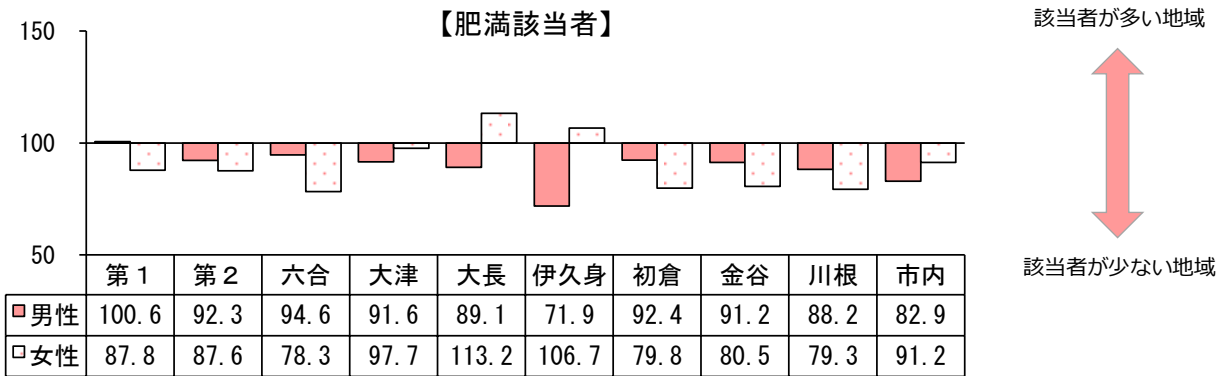 【肥満該当者】
該当者が多い地域
150
100
50
該当者が少ない地域
第１ 第２ 六合 大津 大長 伊久身 初倉 金谷 川根 市内
男性 100.6 92.3 94.6 91.6 89.1 71.9 92.4 91.2 88.2 82.9
女性 87.8 87.6 78.3 97.7 113.2 106.7 79.8 80.5 79.3 91.2